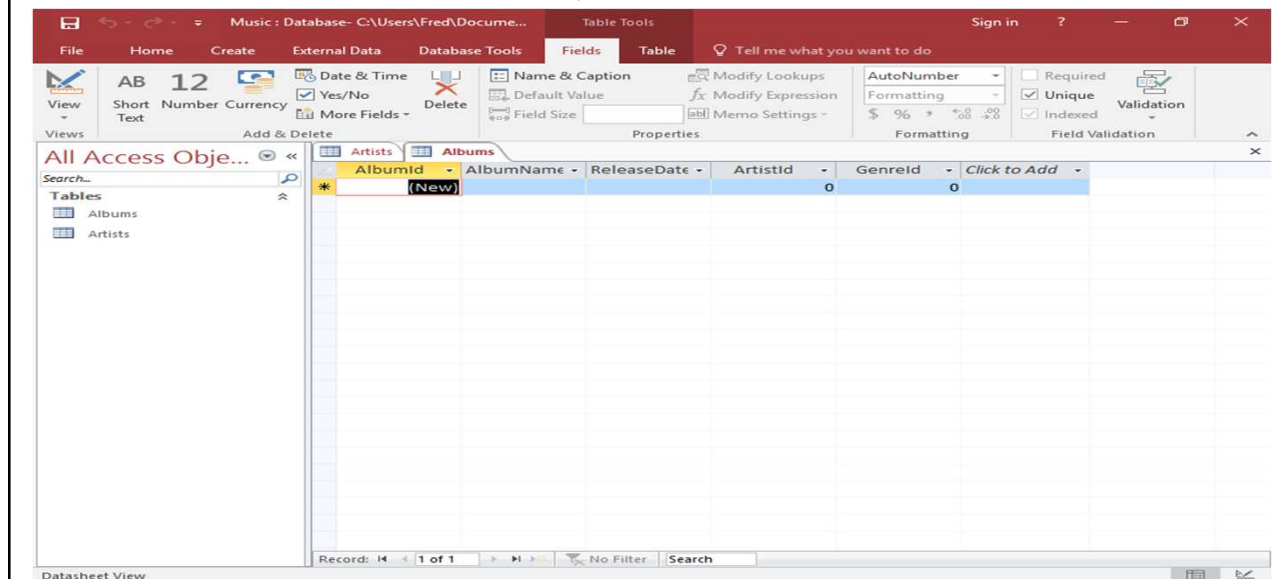 Music : Database- C:\Users\Fred\Docume... Table Tools Sign in ?
File Home Create External Data Database Tools Fields Table Tell me what you want to do
View
Views
AB Short Text
12 Number
Currency
Date & Time
Yes/No
More Fields
Delete
Add & Delete
Name & Caption
Default Value
Field Size
Modify Lookups
fx Modify Expression
ab Memo Settings
Properties
AutoNumber
Formatting
$ % , .00 .00
Formatting
Required
Unique
Indexed
Validation
Field Validation
All Access Obje... «
Search...
Tables
Albums
Artists
Artists Albums
AlbumId AlbumName ReleaseDate ArtistId GenreId Click to Add
* (New) 0 0
Record: 1 of 1 No Filter Search
Datasheet View